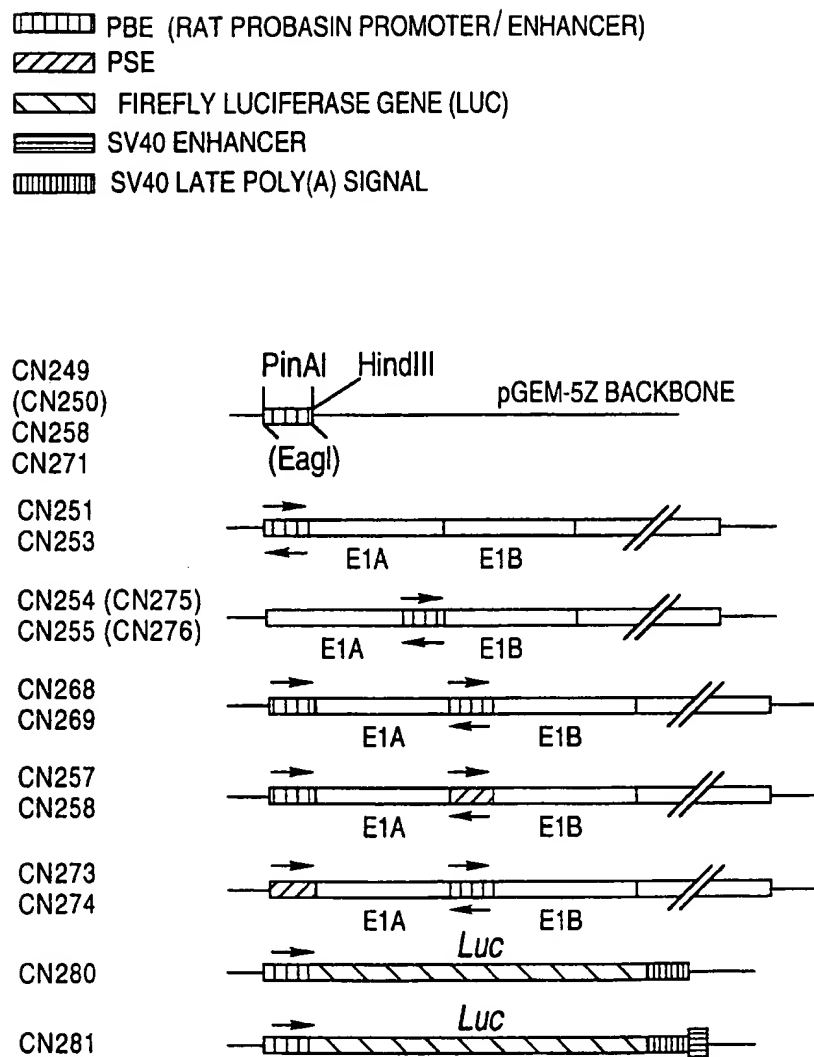 PBE (RAT PROBASIN PROMOTER/ENHANCER)
PSE
FIREFLY LUCIFERASE GENE (LUC)
SV40 ENHANCER
SV40 LATE POLY(A) SIGNAL
CN249
(CN250)
CN258
CN271
PinAI HindIII
pGEM-5Z BACKBONE
(EagI)
CN251
CN253
E1A E1B
CN254 (CN275)
CN255 (CN276)
E1A E1B
CN268
CN269
E1A E1B
CN257
CN258
E1A E1B
CN273
CN274
E1A E1B
CN280
Luc
CN281
Luc